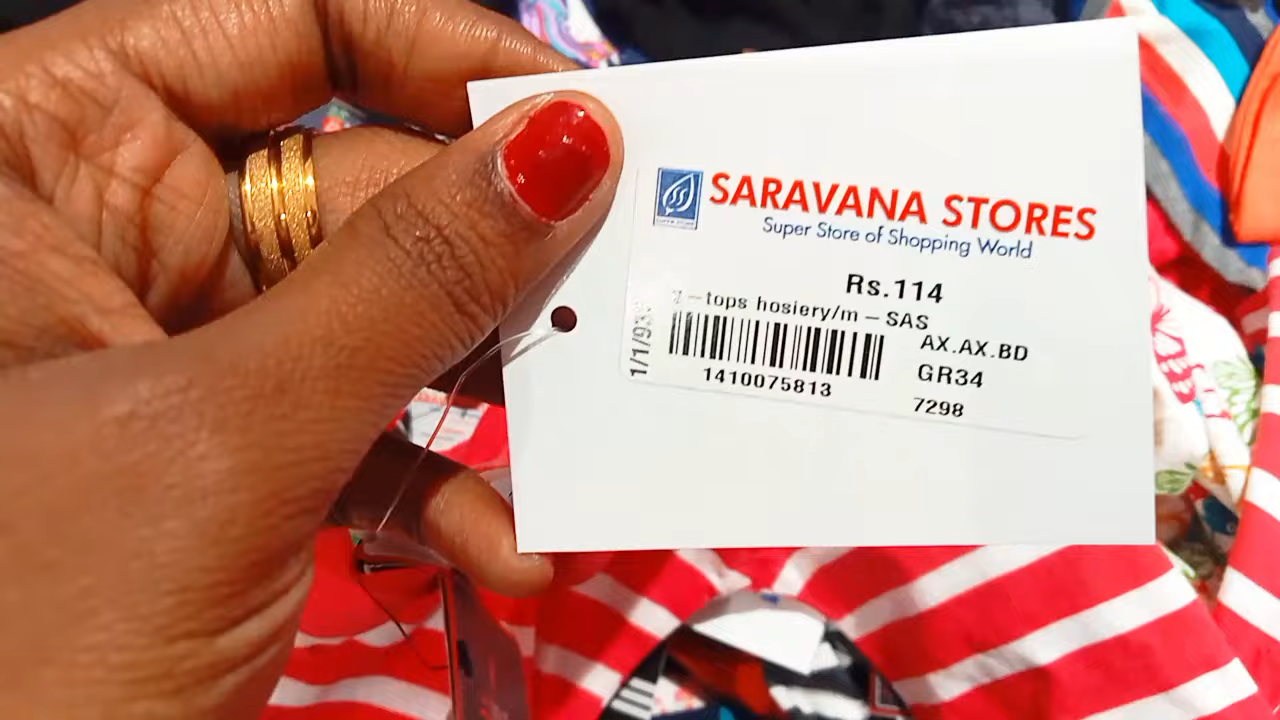 SARAVANA STORES
Super Store of Shopping World
Rs.114
-tops hosiery/m-SAS
AX.AX.BD
GR34
1410075813
7298